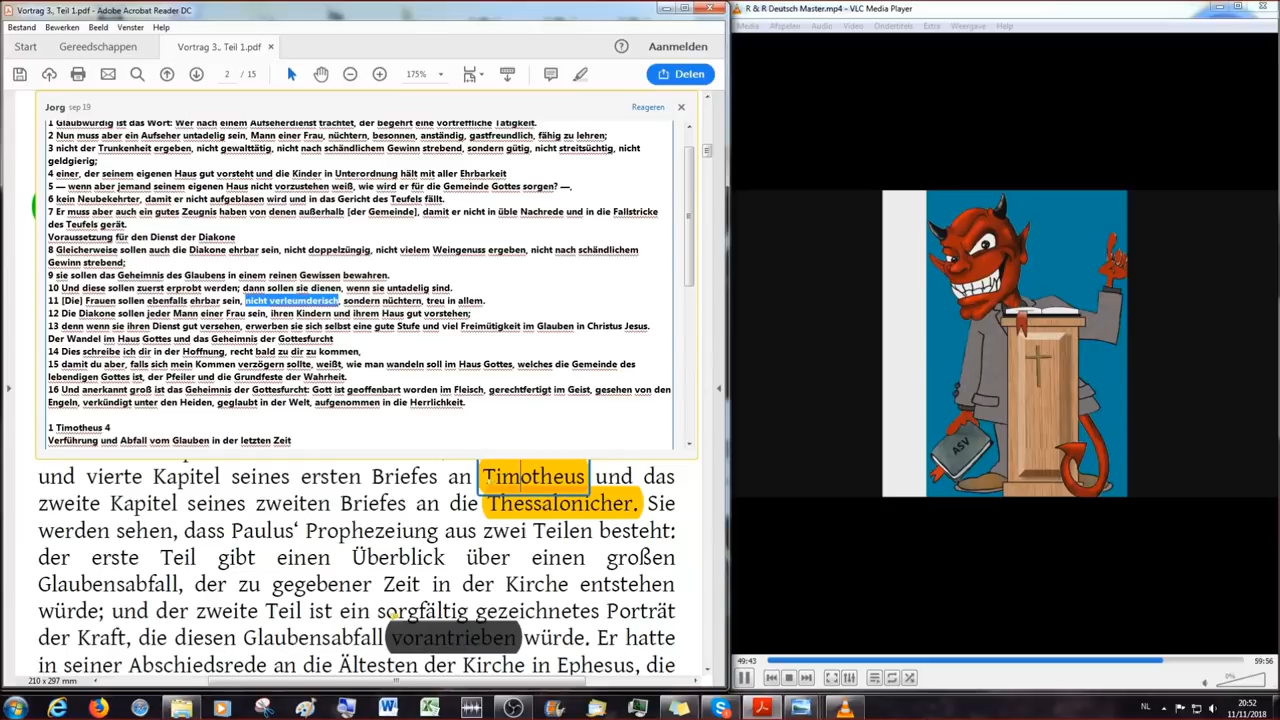 Vortrag 3., Teil 1.pdf - Adobe Acrobat Reader DC
Bestand Bewerken Beeld Venster Help
Start Gereedschappen Vortrag 3., Teil 1.pdf × Aanmelden
2 / 15 175% Delen
Jorg sep 19 Reageren
1 Glaubwürdig ist das Wort: Wer nach einem Aufseherdienst trachtet, der begehrt eine vortreffliche Tätigkeit.
2 Nun muss aber ein Aufseher untadelig sein, Mann einer Frau, nüchtern, besonnen, anständig, gastfreundlich, fähig zu lehren;
3 nicht der Trunkenheit ergeben, nicht gewalttätig, nicht nach schändlichem Gewinn strebend, sondern gütig, nicht streitsüchtig, nicht
geldgierig;
4 einer, der seinem eigenen Haus gut vorsteht und die Kinder in Unterordnung hält mit aller Ehrbarkeit
5 — wenn aber jemand seinem eigenen Haus nicht vorzustehen weiß, wie wird er für die Gemeinde Gottes sorgen? —,
6 kein Neubekehrter, damit er nicht aufgeblasen wird und in das Gericht des Teufels fällt.
7 Er muss aber auch ein gutes Zeugnis haben von denen außerhalb [der Gemeinde], damit er nicht in üble Nachrede und in die Fallstricke
des Teufels gerät.
Voraussetzung für den Dienst der Diakone
8 Gleicherweise sollen auch die Diakone ehrbar sein, nicht doppelzüngig, nicht vielem Weingenuss ergeben, nicht nach schändlichem
Gewinn strebend;
9 sie sollen das Geheimnis des Glaubens in einem reinen Gewissen bewahren.
10 Und diese sollen zuerst erprobt werden; dann sollen sie dienen, wenn sie untadelig sind.
11 [Die] Frauen sollen ebenfalls ehrbar sein, nicht verleumderisch, sondern nüchtern, treu in allem.
12 Die Diakone sollen jeder Mann einer Frau sein, ihren Kindern und ihrem Haus gut vorstehen;
13 denn wenn sie ihren Dienst gut versehen, erwerben sie sich selbst eine gute Stufe und viel Freimütigkeit im Glauben in Christus Jesus.
Der Wandel im Haus Gottes und das Geheimnis der Gottesfurcht
14 Dies schreibe ich dir in der Hoffnung, recht bald zu dir zu kommen,
15 damit du aber, falls sich mein Kommen verzögern sollte, weißt, wie man wandeln soll im Haus Gottes, welches die Gemeinde des
lebendigen Gottes ist, der Pfeiler und die Grundfeste der Wahrheit.
16 Und anerkannt groß ist das Geheimnis der Gottesfurcht: Gott ist geoffenbart worden im Fleisch, gerechtfertigt im Geist, gesehen von den
Engeln, verkündigt unter den Heiden, geglaubt in der Welt, aufgenommen in die Herrlichkeit.
1 Timotheus 4
Verführung und Abfall vom Glauben in der letzten Zeit
und vierte Kapitel seines ersten Briefes an Timotheus und das
zweite Kapitel seines zweiten Briefes an die Thessalonicher. Sie
werden sehen, dass Paulus‘ Prophezeiung aus zwei Teilen besteht:
der erste Teil gibt einen Überblick über einen großen
Glaubensabfall, der zu gegebener Zeit in der Kirche entstehen
würde; und der zweite Teil ist ein sorgfältig gezeichnetes Porträt
der Kraft, die diesen Glaubensabfall vorantrieben würde. Er hatte
in seiner Abschiedsrede an die Ältesten der Kirche in Ephesus, die
210 x 297 mm
R & R Deutsch Master.mp4 - VLC Media Player
Media Afspelen Audio Video Ondertitels Extra Weergave Help
ASV
49:43 59:56
0%
NL 20:52
11/11/2018